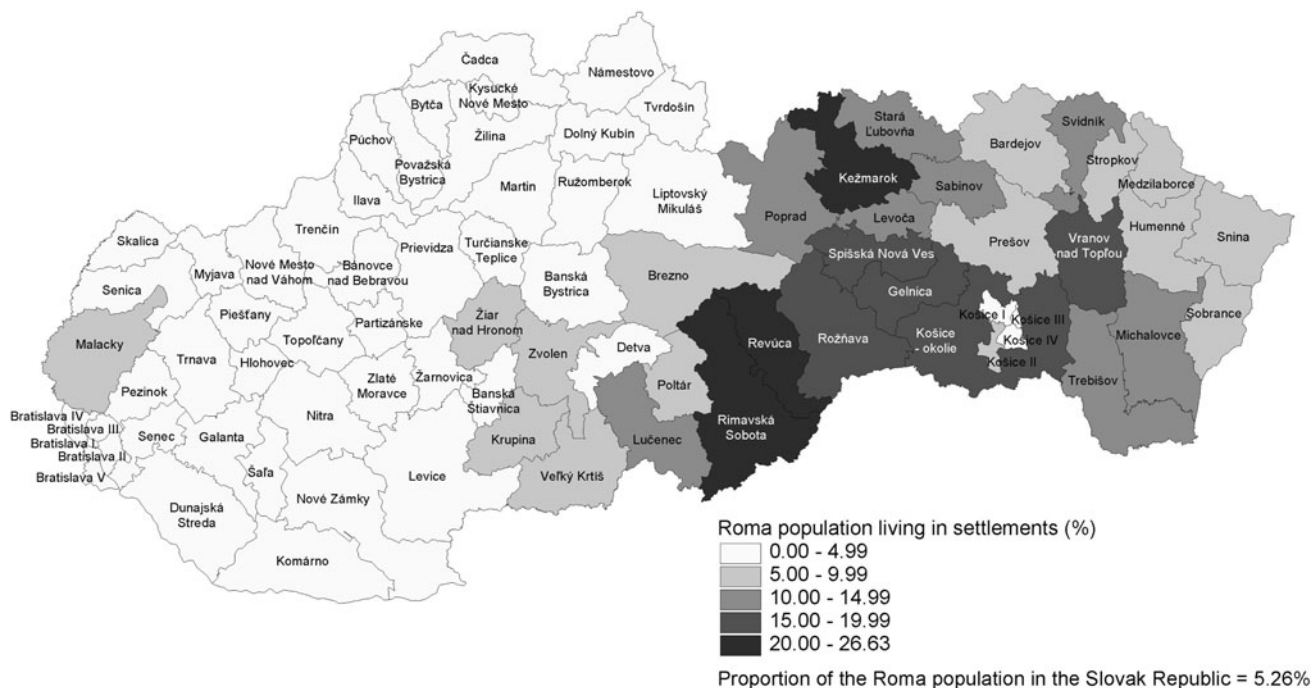 Čadca
Námestovo
Kysucké
Nové Mesto
Bytča
Tvrdošín
Púchov
Žilina
Dolný Kubín
Považská
Bystrica
Ilava
Martin
Ružomberok
Liptovský
Mikuláš
Stará
Ľubovňa
Svidník
Bardejov
Stropkov
Kežmarok
Sabinov
Medzilaborce
Poprad
Levoča
Trenčín
Prievidza
Turčianske
Teplice
Skalica
Prešov
Vranov
nad Topľou
Humenné
Snina
Myjava
Nové Mesto
nad Váhom
Bánovce
nad Bebravou
Banská
Bystrica
Brezno
Spišská Nová Ves
Gelnica
Senica
Piešťany
Partizánske
Žiar
nad Hronom
Košice I
Košice III
Sobrance
Malacky
Topoľčany
Zvolen
Detva
Revúca
Rožňava
Košice
- okolie
Košice IV
Košice II
Michalovce
Trnava
Hlohovec
Zlaté
Moravce
Žarnovica
Trebišov
Pezinok
Banská
Štiavnica
Poltár
Bratislava IV
Bratislava III
Bratislava I
Bratislava II
Bratislava V
Senec
Galanta
Nitra
Krupina
Lučenec
Rimavská
Sobota
Šaľa
Levice
Veľký Krtíš
Dunajská
Streda
Nové Zámky
Komárno
Roma population living in settlements (%)
0.00 - 4.99
5.00 - 9.99
10.00 - 14.99
15.00 - 19.99
20.00 - 26.63
Proportion of the Roma population in the Slovak Republic = 5.26%